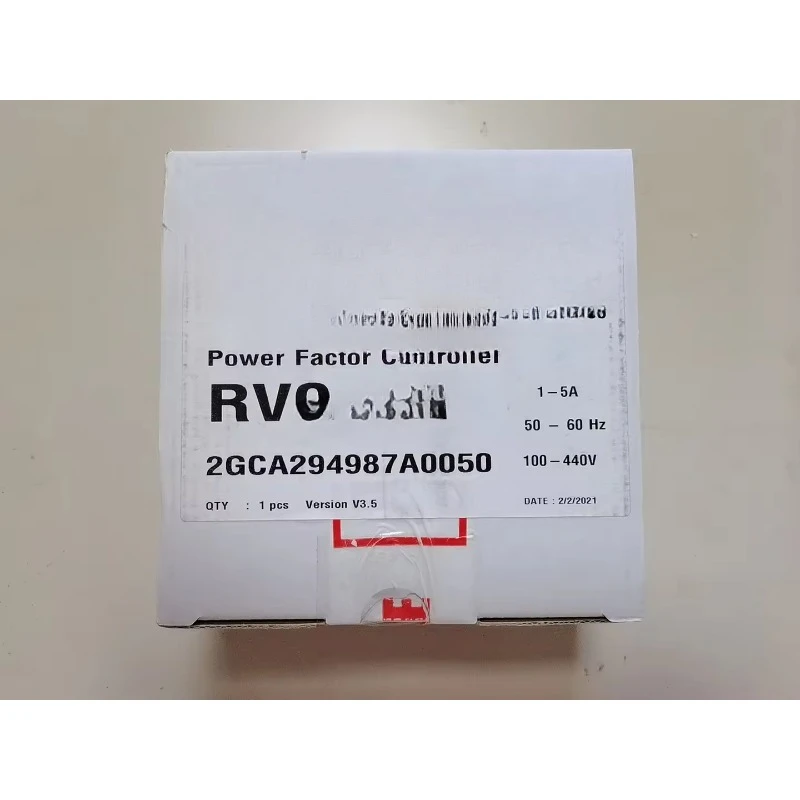 Power Factor Controller
RVO
1-5A
50 - 60 Hz
2GCA294987A0050
100-440V
QTY : 1 pcs Version V3.5
DATE : 2/2/2021